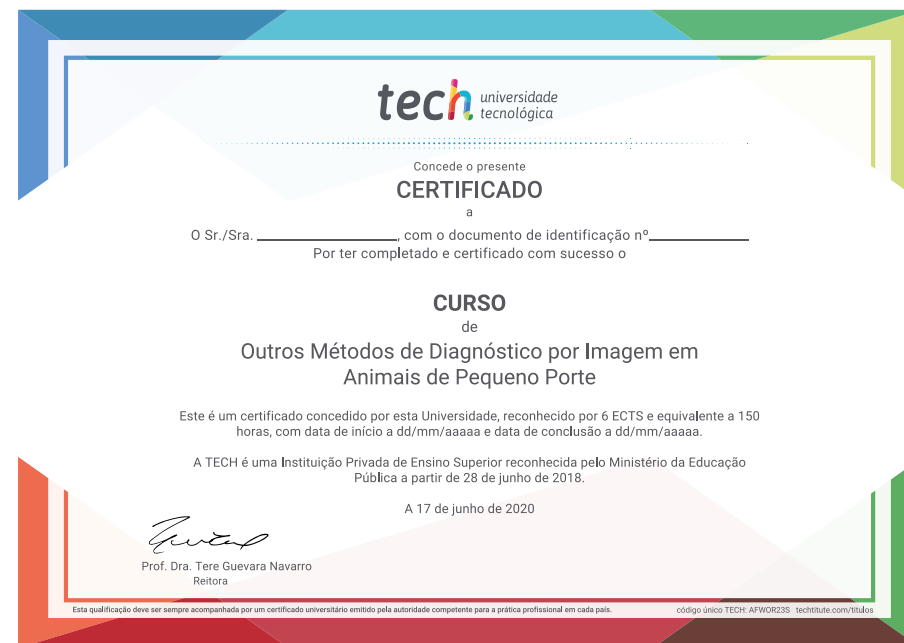 tech universidade
tecnológica
Concede o presente
CERTIFICADO
a
O Sr./Sra. ____________________, com o documento de identificação nº______________
Por ter completado e certificado com sucesso o
CURSO
de
Outros Métodos de Diagnóstico por Imagem em
Animais de Pequeno Porte
Este é um certificado concedido por esta Universidade, reconhecido por 6 ECTS e equivalente a 150
horas, com data de início a dd/mm/aaaaa e data de conclusão a dd/mm/aaaaa.
A TECH é uma Instituição Privada de Ensino Superior reconhecida pelo Ministério da Educação
Pública a partir de 28 de junho de 2018.
A 17 de junho de 2020
Prof. Dra. Tere Guevara Navarro
Reitora
Esta qualificação deve ser sempre acompanhada por um certificado universitário emitido pela autoridade competente para a prática profissional em cada país.
código único TECH: AFWOR23S techtitute.com/titulos